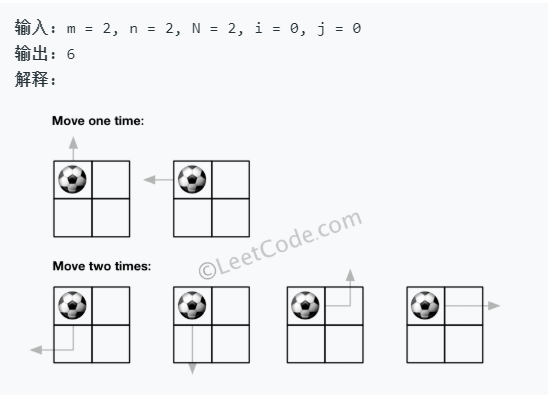 输入：m = 2, n = 2, N = 2, i = 0, j = 0
输出：6
解释：
Move one time:
©LeetCode.com
Move two times: